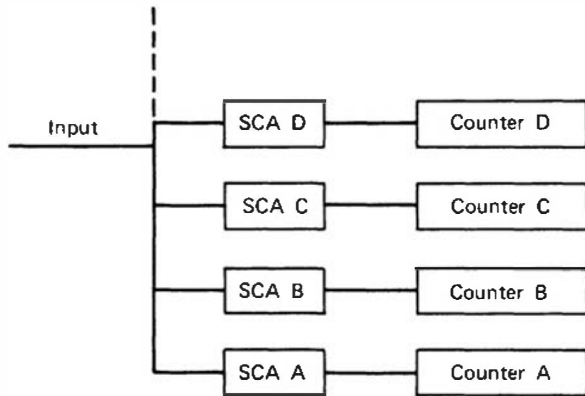 Input
SCA D
Counter D
SCA C
Counter C
SCA B
Counter B
SCA A
Counter A